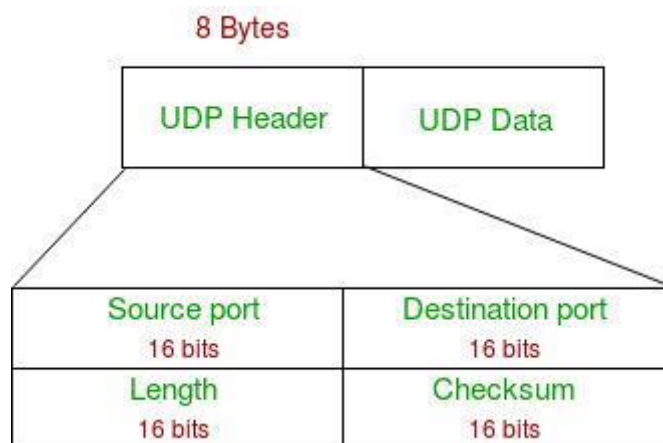 8 Bytes
UDP Header UDP Data
Source port Destination port
16 bits 16 bits
Length Checksum
16 bits 16 bits